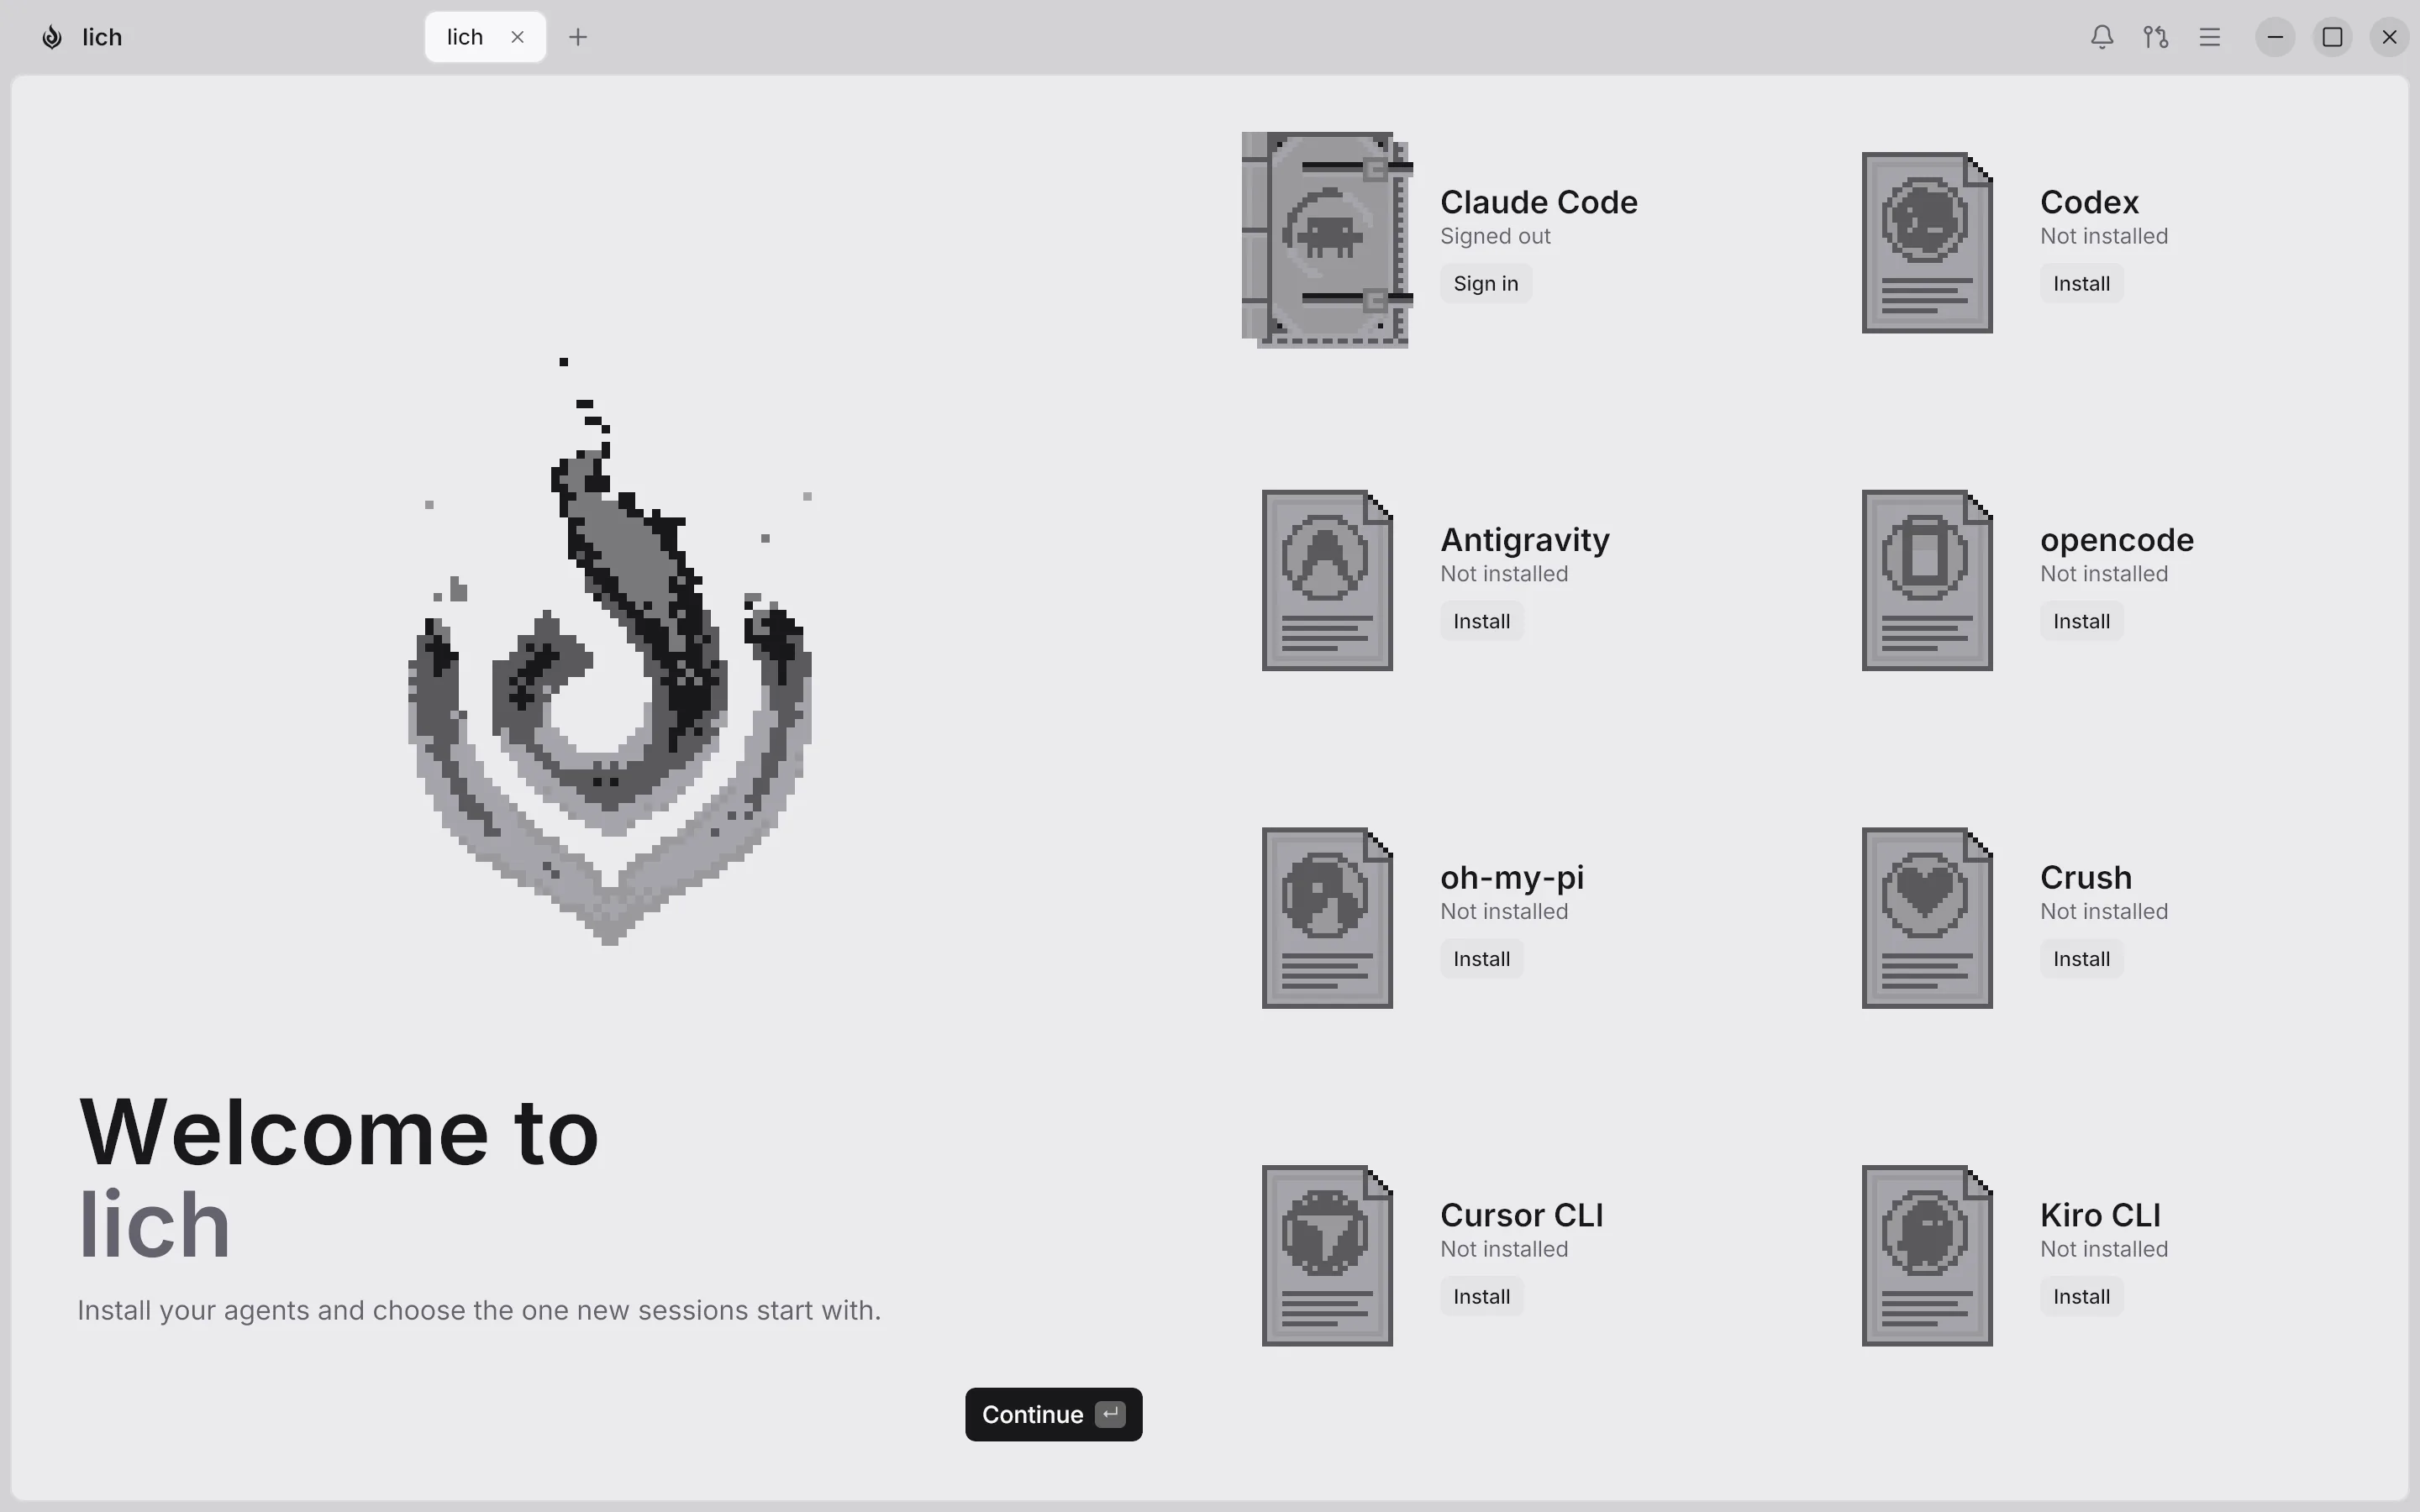 lich
lich
Claude Code
Signed out
Sign in
Codex
Not installed
Install
Antigravity
Not installed
Install
opencode
Not installed
Install
oh-my-pi
Not installed
Install
Crush
Not installed
Install
Cursor CLI
Not installed
Install
Kiro CLI
Not installed
Install
Welcome to
lich
Install your agents and choose the one new sessions start with.
Continue